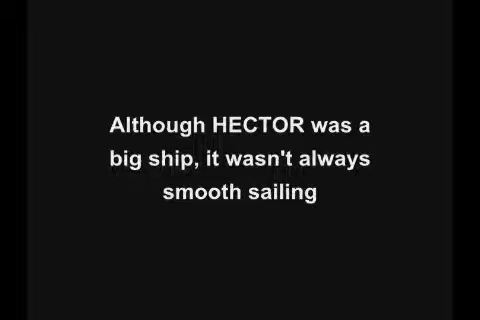 Although HECTOR was a
big ship, it wasn't always
smooth sailing